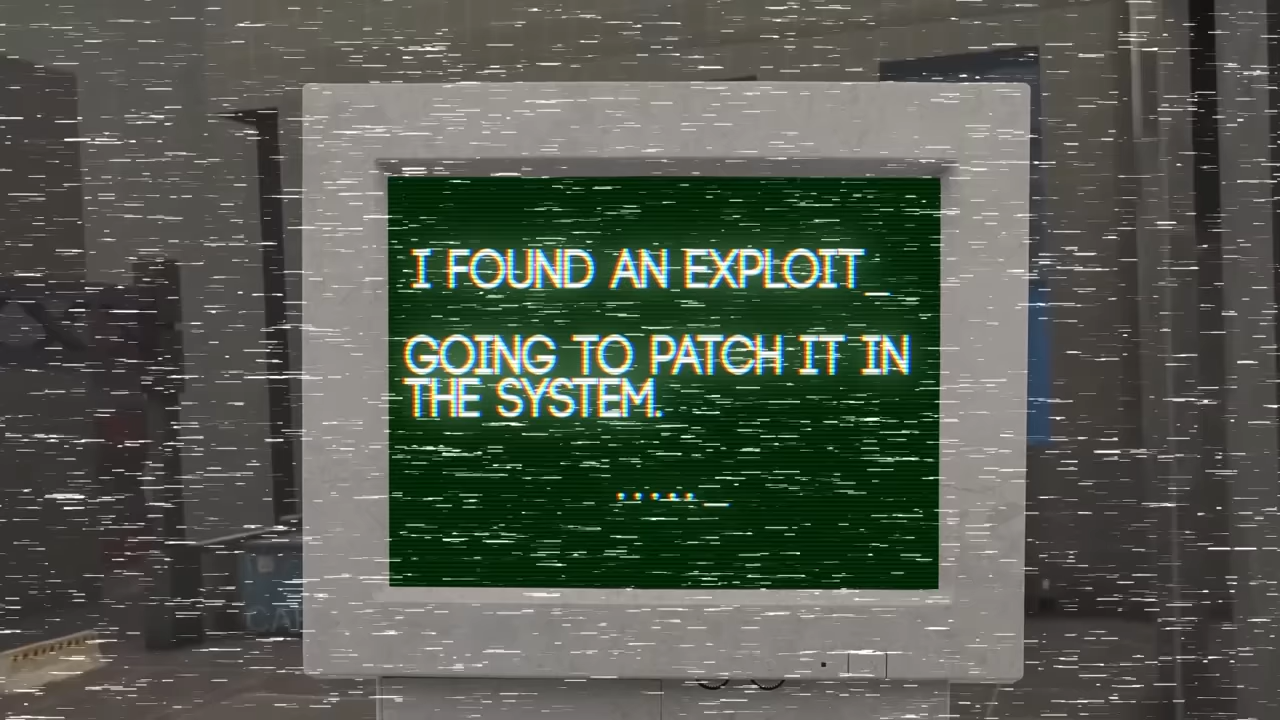 I FOUND AN EXPLOIT_
GOING TO PATCH IT IN
THE SYSTEM.
....._